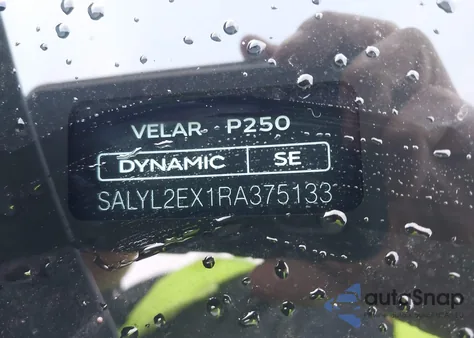 VELAR P250
DYNAMIC SE
SALYL2EX1RA375133
autoSnap